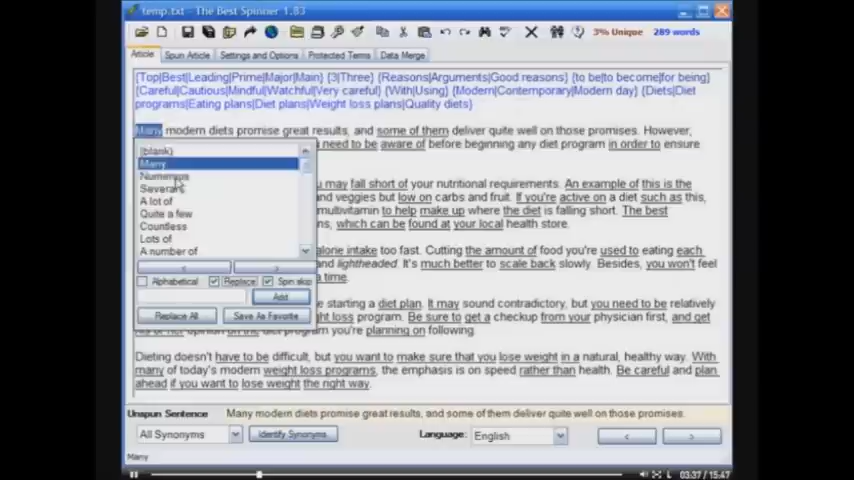 temp.txt - The Best Spinner 1.83
3% Unique 289 words
Article Spun Article Settings and Options Protected Terms Data Merge
{Top|Best|Leading|Prime|Major|Main} {3|Three} {Reasons|Arguments|Good reasons} {to be|to become|for being}
{Careful|Cautious|Mindful|Watchful|Very careful} {With|Using} {Modern|Contemporary|Modern day} {Diets|Diet
programs|Eating plans|Diet plans|Weight loss plans|Quality diets}
Many modern diets promise great results, and some of them deliver quite well on those promises. However,
need to be aware of before beginning any diet program in order to ensure
(blank)
Many
Numerous
Several
A lot of
Quite a few
Countless
Lots of
A number of
< >
Alphabetical Replace Spin
Add
Replace All Save As Favorite
may fall short of your nutritional requirements. An example of this is the
and veggies but low on carbs and fruit. If you're active on a diet such as this,
multivitamin to help make up where the diet is falling short. The best
, which can be found at your local health store.
calorie intake too fast. Cutting the amount of food you're used to eating each
and lightheaded. It's much better to scale back slowly. Besides, you won't feel
a time.
e starting a diet plan. It may sound contradictory, but you need to be relatively
ght loss program. Be sure to get a checkup from your physician first, and get
his or her opinion on the diet program you're planning on following.
Dieting doesn't have to be difficult, but you want to make sure that you lose weight in a natural, healthy way. With
many of today's modern weight loss programs, the emphasis is on speed rather than health. Be careful and plan
ahead if you want to lose weight the right way.
Unspun Sentence Many modern diets promise great results, and some of them deliver quite well on those promises.
All Synonyms Identify Synonyms Language: English < >
Many
03:37 / 15:47